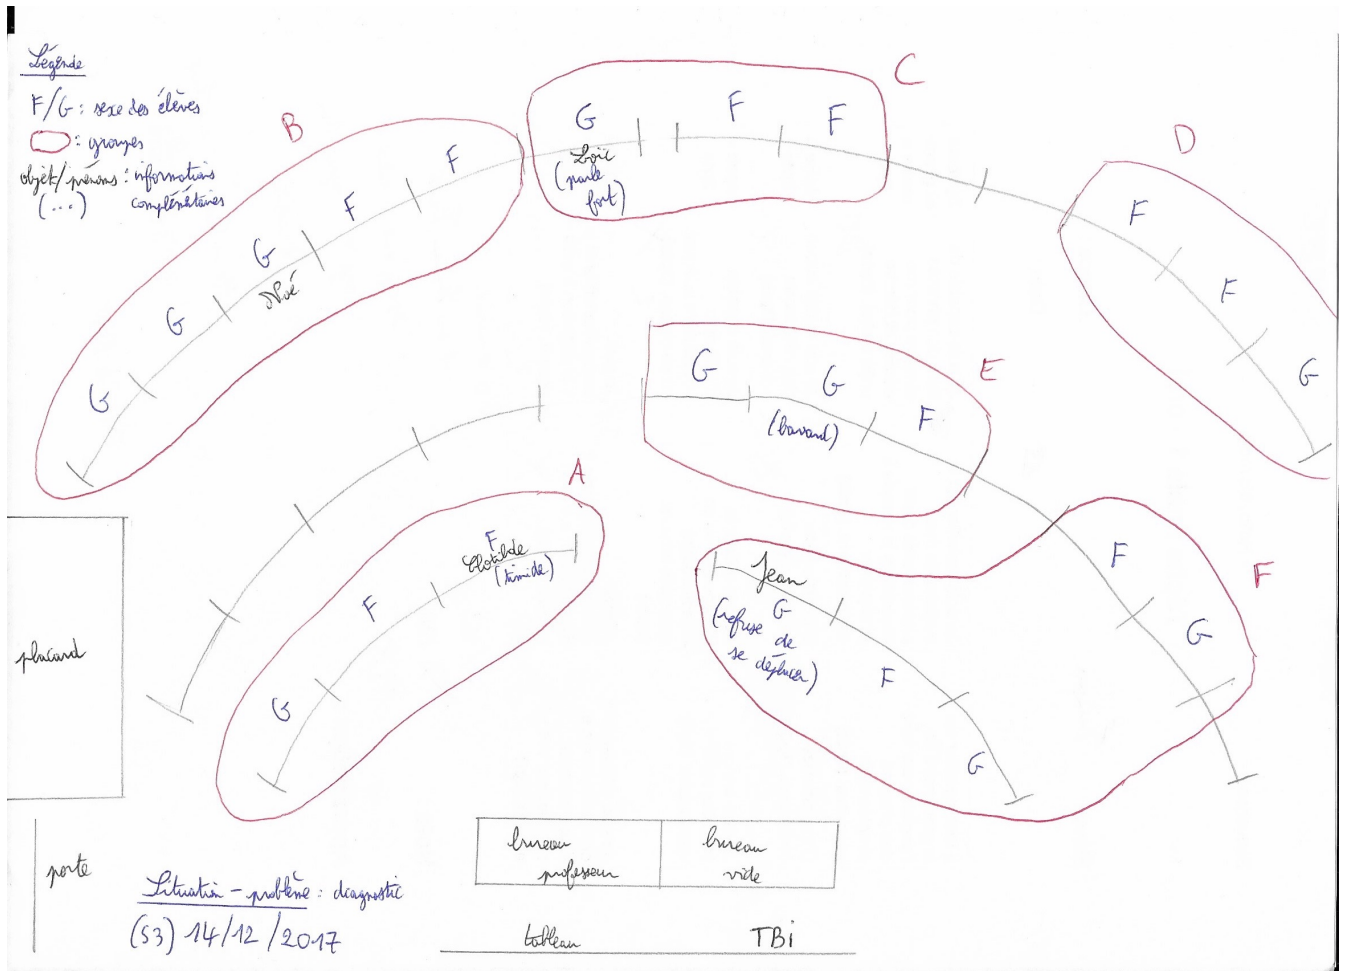 Légende
F/G : sexe des élèves
: groupes
objet/prénoms : informations
(...) complémentaires
B
G
G
G
Noé
F
F
C
G
Loïc
(parle
fort)
F
F
D
F
F
G
E
G
G
(bavard)
F
A
G
F
F
Clotilde
(timide)
F
Jean
G
(refuse de
se déplacer)
F
G
F
G
placard
porte
bureau
professeur
bureau
vide
Situation-problème : diagnostic
(S3) 14/12/2017
tableau
TBi